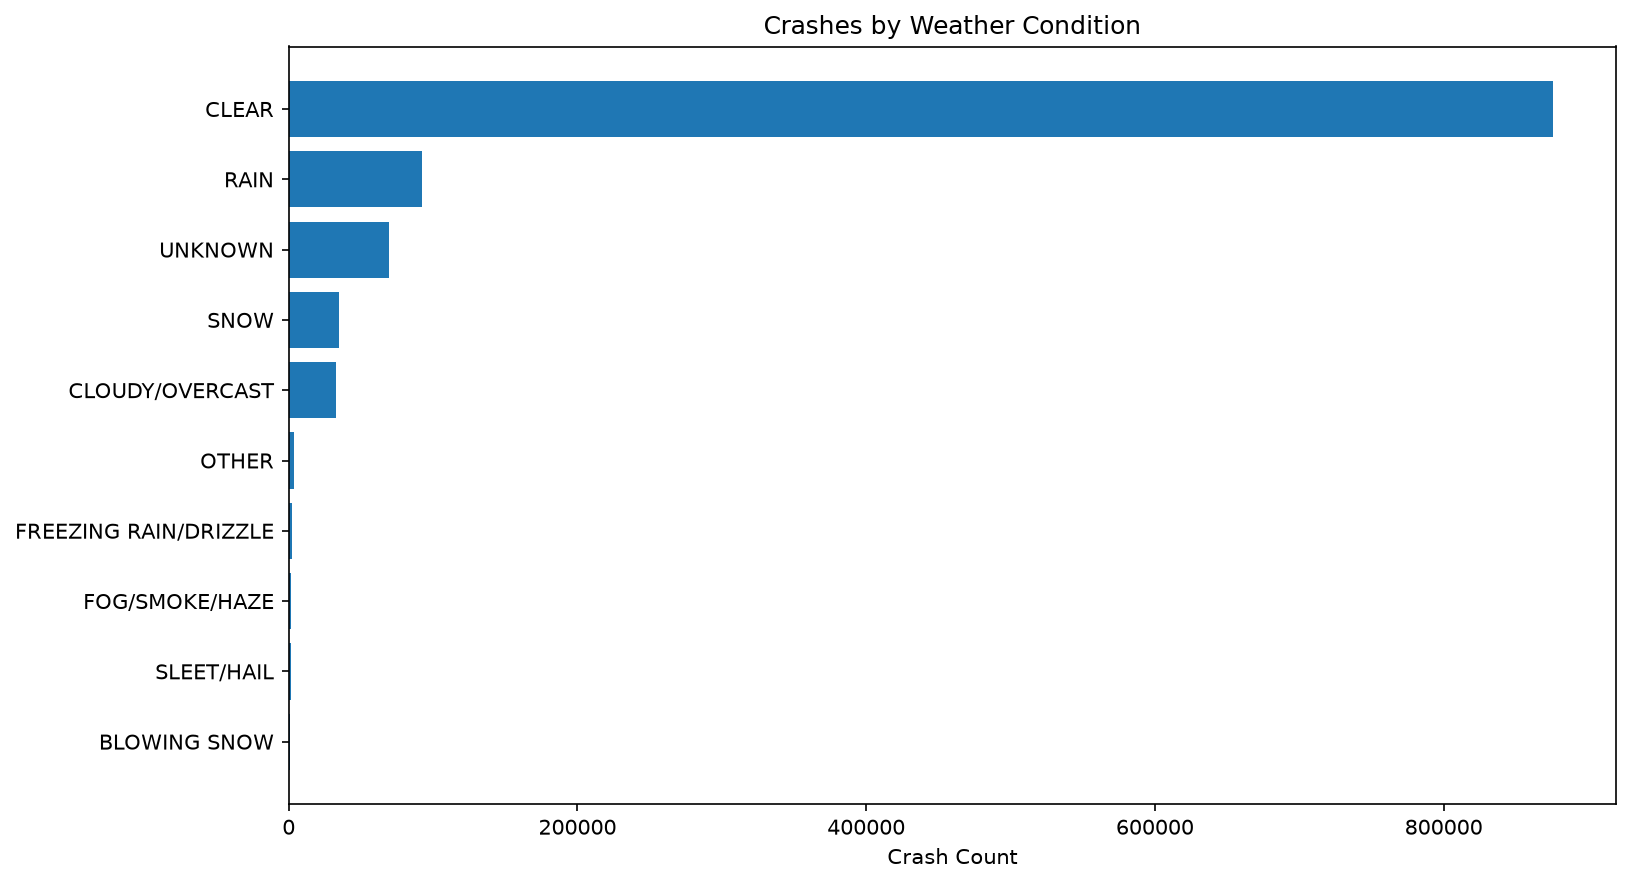 Crashes by Weather Condition
CLEAR
RAIN
UNKNOWN
SNOW
CLOUDY/OVERCAST
OTHER
FREEZING RAIN/DRIZZLE
FOG/SMOKE/HAZE
SLEET/HAIL
BLOWING SNOW
0 200000 400000 600000 800000
Crash Count